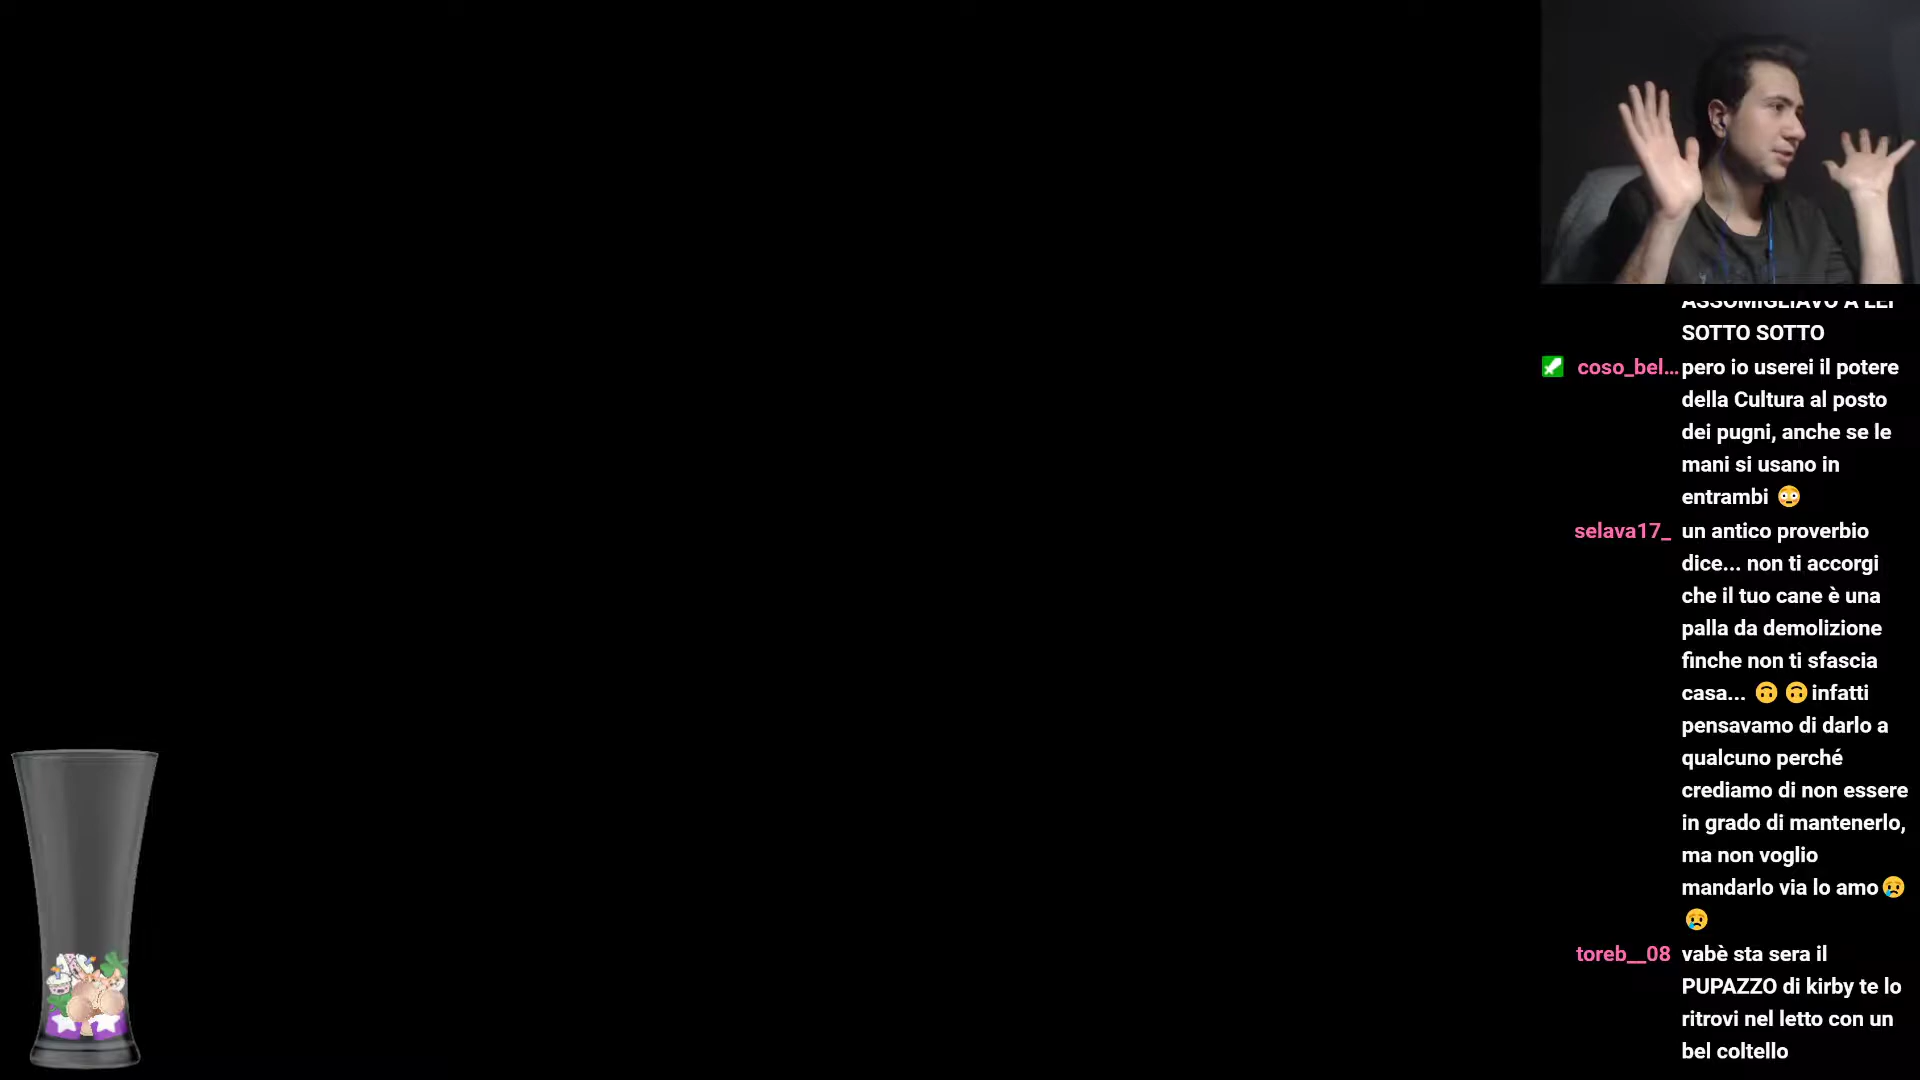 ASSOMIGLIAVO A LEI
SOTTO SOTTO
coso_bel... pero io userei il potere
della Cultura al posto
dei pugni, anche se le
mani si usano in
entrambi 😳
selava17_ un antico proverbio
dice... non ti accorgi
che il tuo cane è una
palla da demolizione
finche non ti sfascia
casa... 🙃 🙃 infatti
pensavamo di darlo a
qualcuno perché
crediamo di non essere
in grado di mantenerlo,
ma non voglio
mandarlo via lo amo 😢
😢
toreb__08 vabè sta sera il
PUPAZZO di kirby te lo
ritrovi nel letto con un
bel coltello